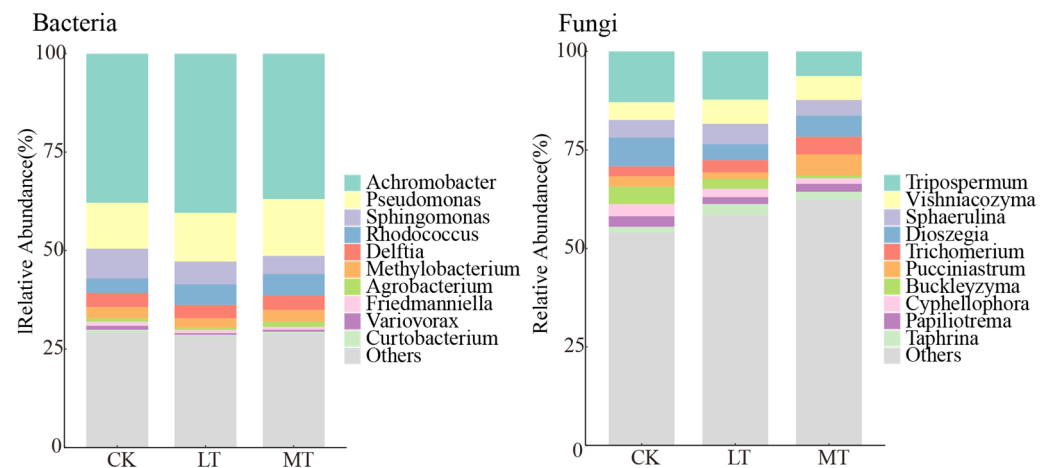 Bacteria
100
75
50
25
0
lRelative Abundance(%)
CK
LT
MT
Achromobacter
Pseudomonas
Sphingomonas
Rhodococcus
Delftia
Methylobacterium
Agrobacterium
Friedmanniella
Variovorax
Curtobacterium
Others
Fungi
100
75
50
25
0
Relative Abundance(%)
CK
LT
MT
Tripospermum
Vishniacozyma
Sphaerulina
Dioszegia
Trichomerium
Pucciniastrum
Buckleyzyma
Cyphellophora
Papiliotrema
Taphrina
Others